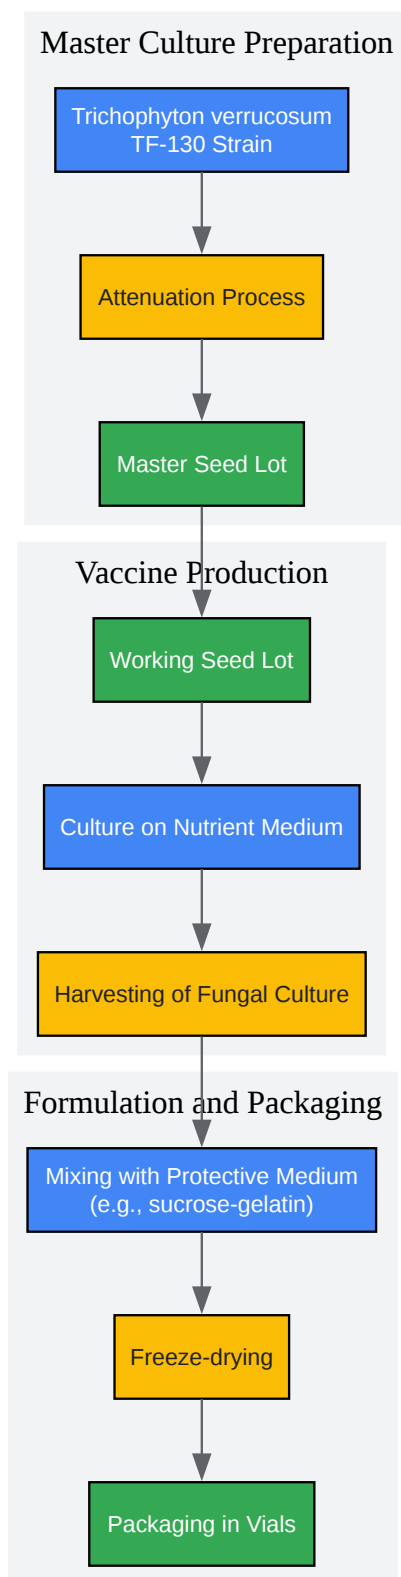 Master Culture Preparation
Trichophyton verrucosum
TF-130 Strain
Attenuation Process
Master Seed Lot
Vaccine Production
Working Seed Lot
Culture on Nutrient Medium
Harvesting of Fungal Culture
Formulation and Packaging
Mixing with Protective Medium
(e.g., sucrose-gelatin)
Freeze-drying
Packaging in Vials